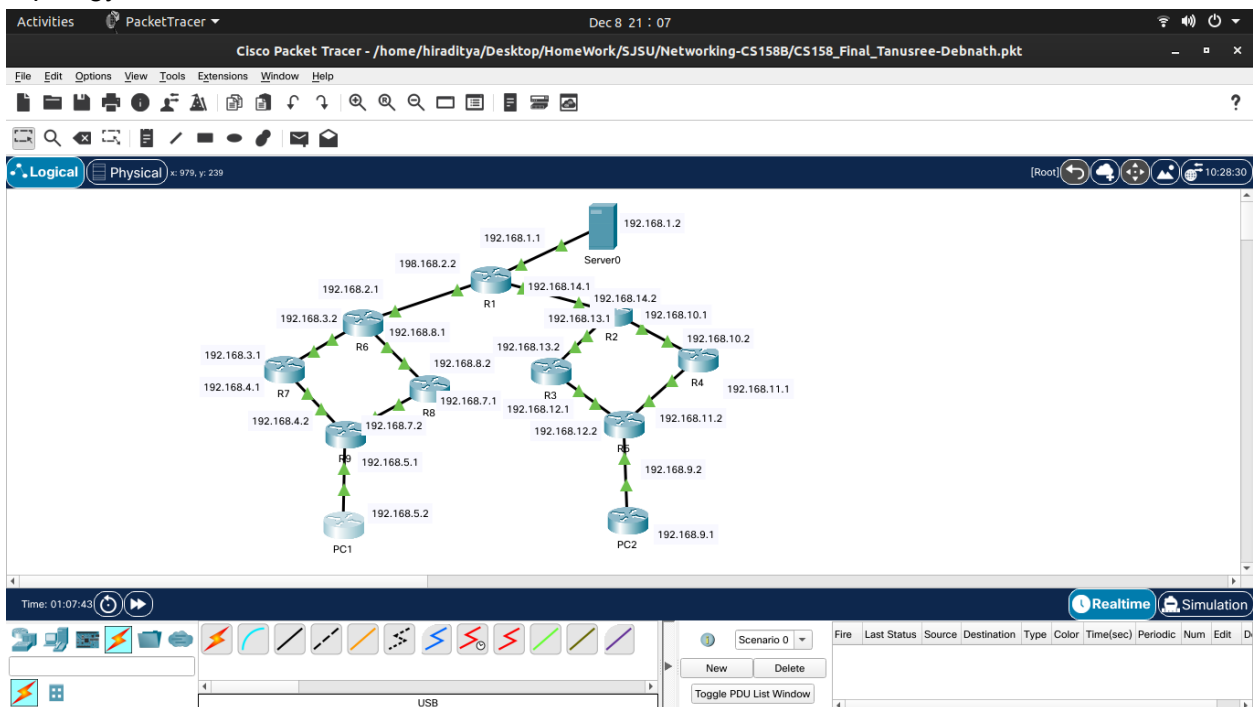 Activities PacketTracer Dec 8 21 : 07
Cisco Packet Tracer - /home/hiraditya/Desktop/HomeWork/SJSU/Networking-CS158B/CS158_Final_Tanusree-Debnath.pkt
File Edit Options View Tools Extensions Window Help
?
Logical Physical x: 979, y: 239 [Root] 10:28:30
192.168.1.2
192.168.1.1
Server0
198.168.2.2
192.168.2.1
192.168.14.1
R1
192.168.14.2
192.168.3.2
192.168.13.1
192.168.10.1
192.168.8.1
R2
R6
192.168.10.2
192.168.13.2
192.168.3.1
192.168.8.2
R4
192.168.4.1
R7
192.168.11.1
R3
192.168.7.1
R8
192.168.12.1
192.168.4.2
192.168.7.2
192.168.11.2
192.168.12.2
R5
R9
192.168.5.1
192.168.9.2
192.168.5.2
192.168.9.1
PC1
PC2
Time: 01:07:43 Realtime Simulation
Scenario 0 Fire Last Status Source Destination Type Color Time(sec) Periodic Num Edit
New Delete
Toggle PDU List Window
USB